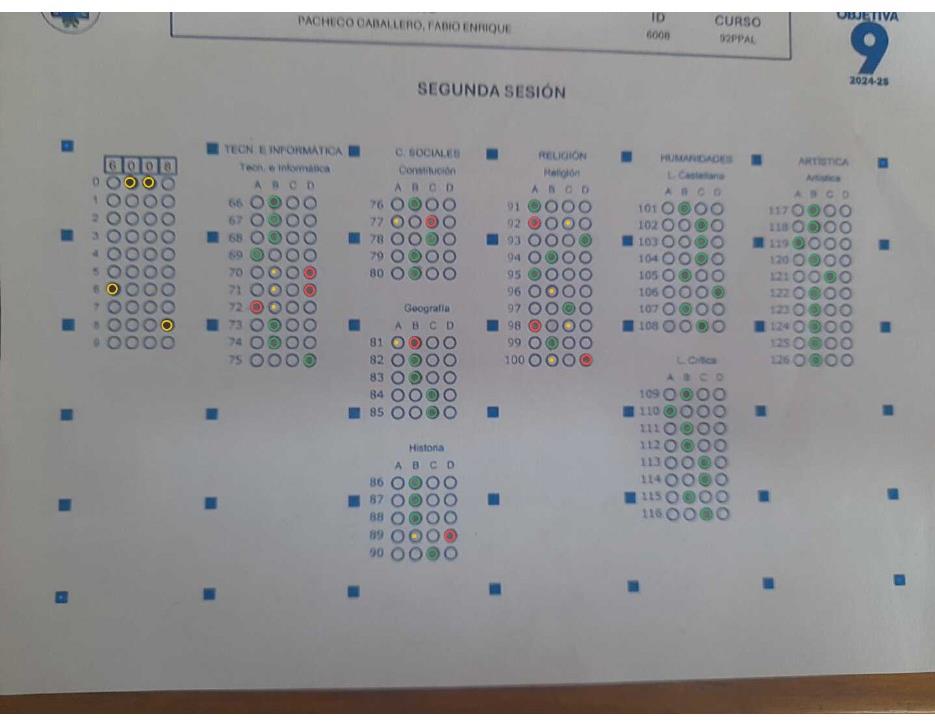 PACHECO CABALLERO, FABIO ENRIQUE
ID
6008
CURSO
92PPAL
OBJETIVA
9
2024-25
SEGUNDA SESIÓN
6 0 0 8
0
1
2
3
4
5
6
7
8
9
TECN. E INFORMÁTICA
Tecn. e Informática
A B C D
66
67
68
69
70
71
72
73
74
75
C. SOCIALES
Constitución
A B C D
76
77
78
79
80
Geografía
A B C D
81
82
83
84
85
Historia
A B C D
86
87
88
89
90
RELIGIÓN
Religión
A B C D
91
92
93
94
95
96
97
98
99
100
HUMANIDADES
L. Castellana
A B C D
101
102
103
104
105
106
107
108
L. Crítica
A B C D
109
110
111
112
113
114
115
116
ARTÍSTICA
Artística
A B C D
117
118
119
120
121
122
123
124
125
126